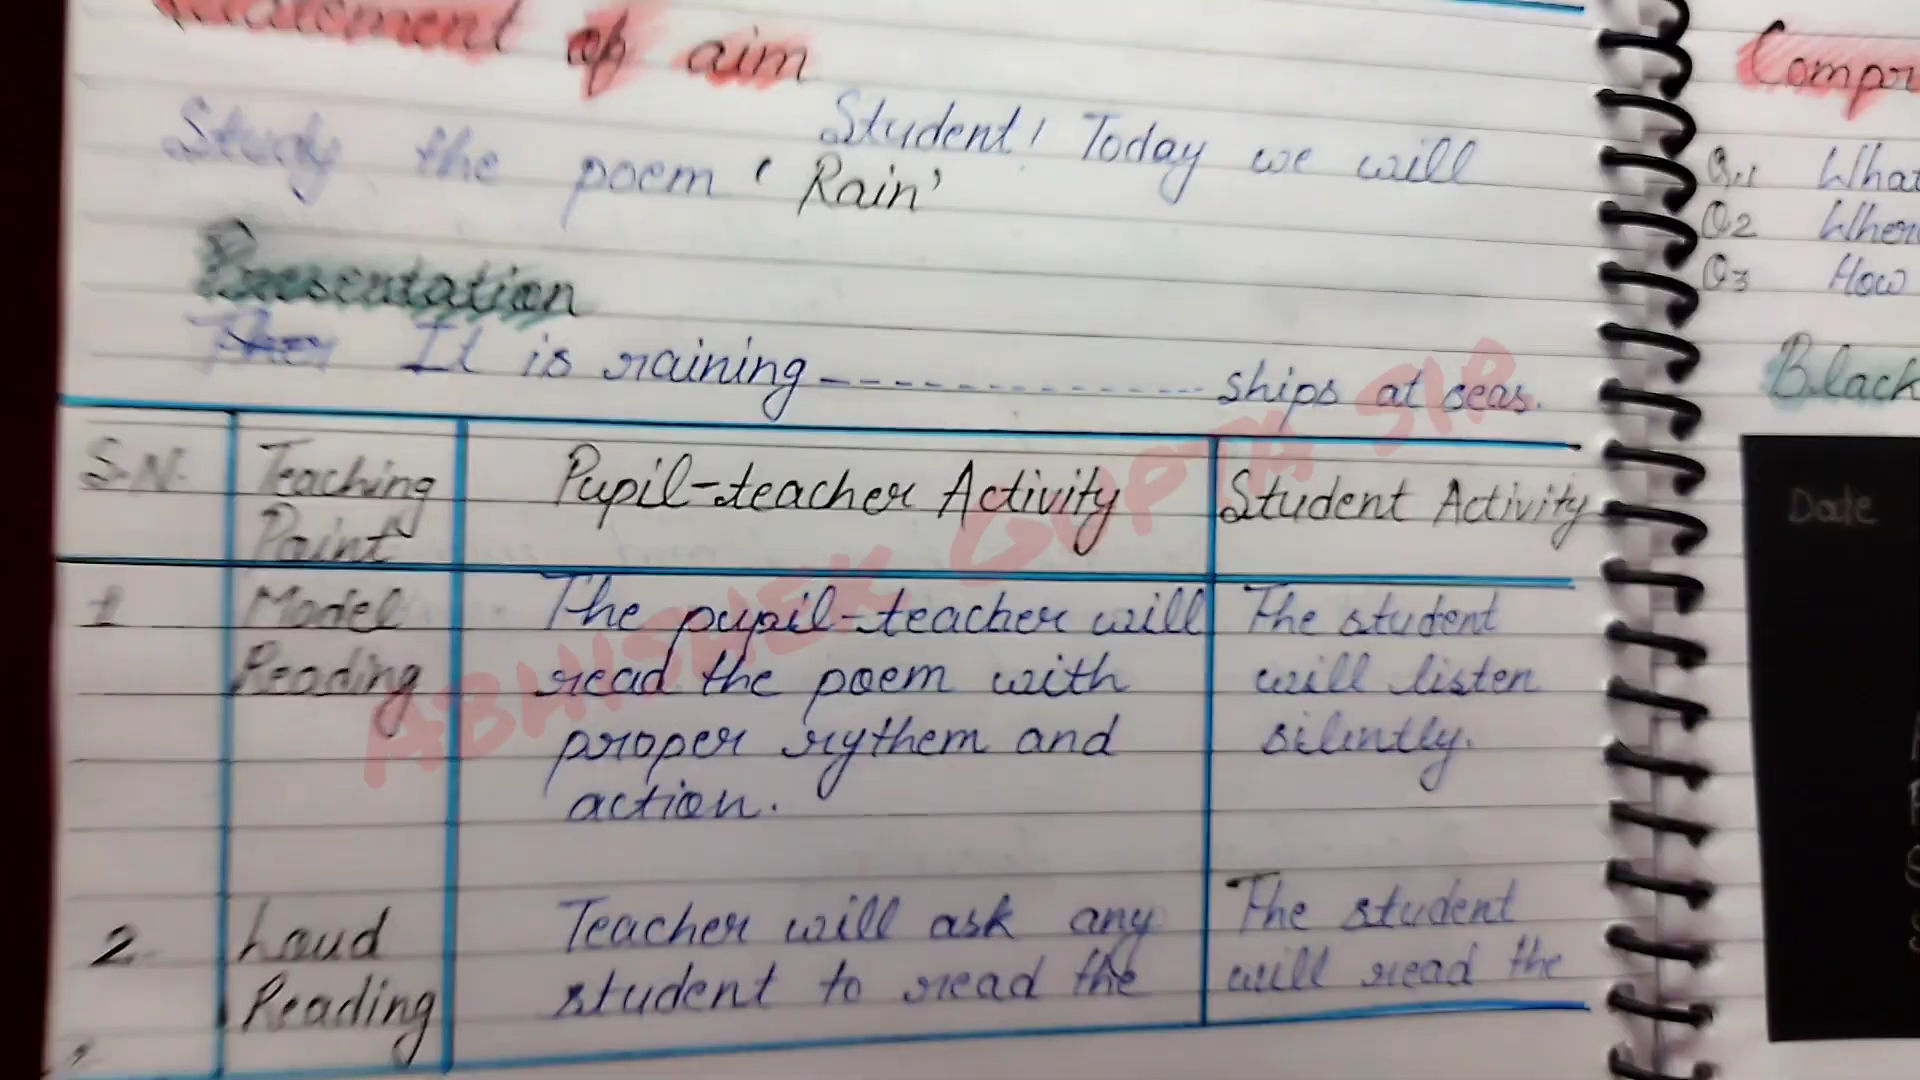 Statement of aim
Student! Today we will
Study the poem ' Rain'
Presentation
It is raining -------------- ships at seas.
S.N. Teaching Point Pupil-teacher Activity Student Activity
1 Model Reading
The pupil-teacher will
read the poem with
proper rythem and
action.
The student
will listen
silently.
2. Loud Reading
Teacher will ask any
student to read the
The student
will read the
ABHISHEK GUPTA SIR
Compr
Q.1 What
Q2 Wher
Q3 How
Black
Date